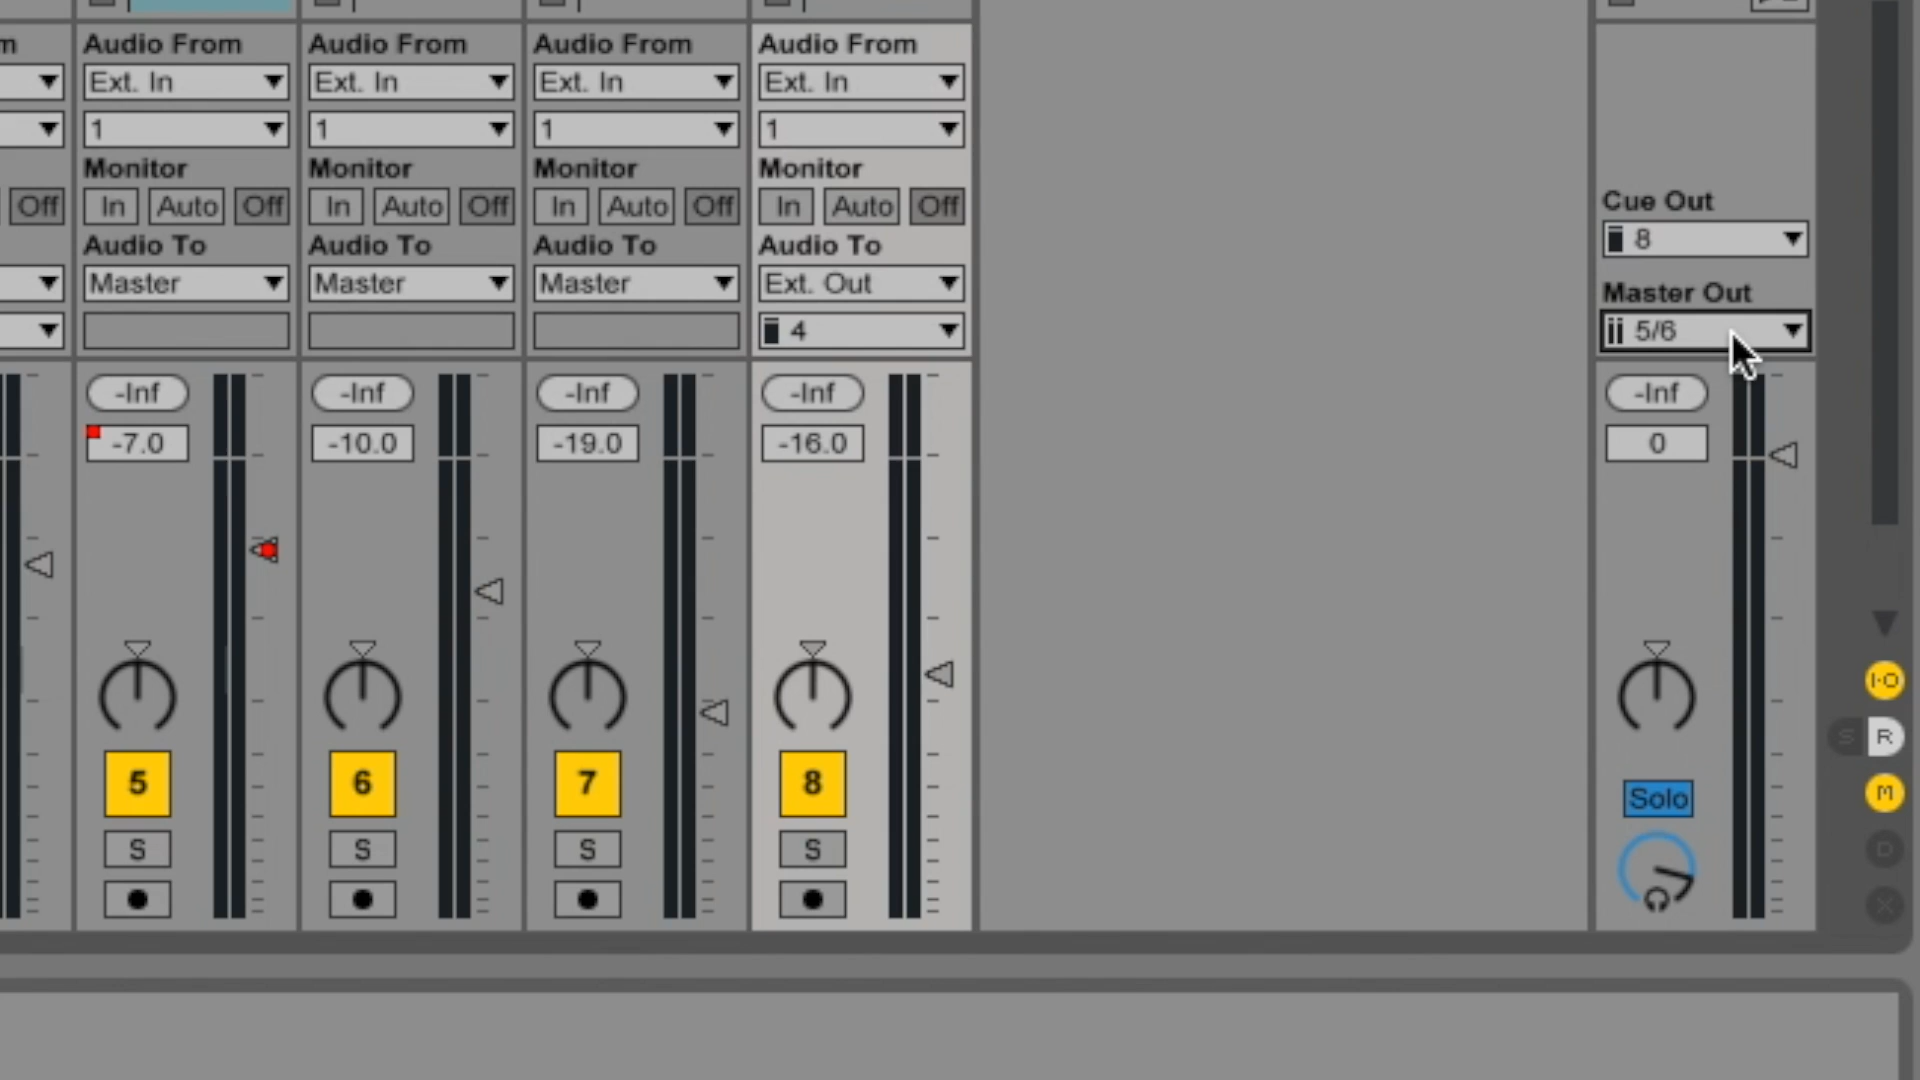 m Audio From Audio From Audio From Audio From
Ext. In Ext. In Ext. In Ext. In
1 1 1 1
Monitor Monitor Monitor Monitor
Off In Auto Off In Auto Off In Auto Off In Auto Off
Cue Out
Audio To Audio To Audio To Audio To
8
Master Master Master Ext. Out
Master Out
4
5/6
-Inf -Inf -Inf -Inf -Inf
-7.0 -10.0 -19.0 -16.0 0
I·O
S R
5 6 7 8
Solo
M
S S S S
D
X